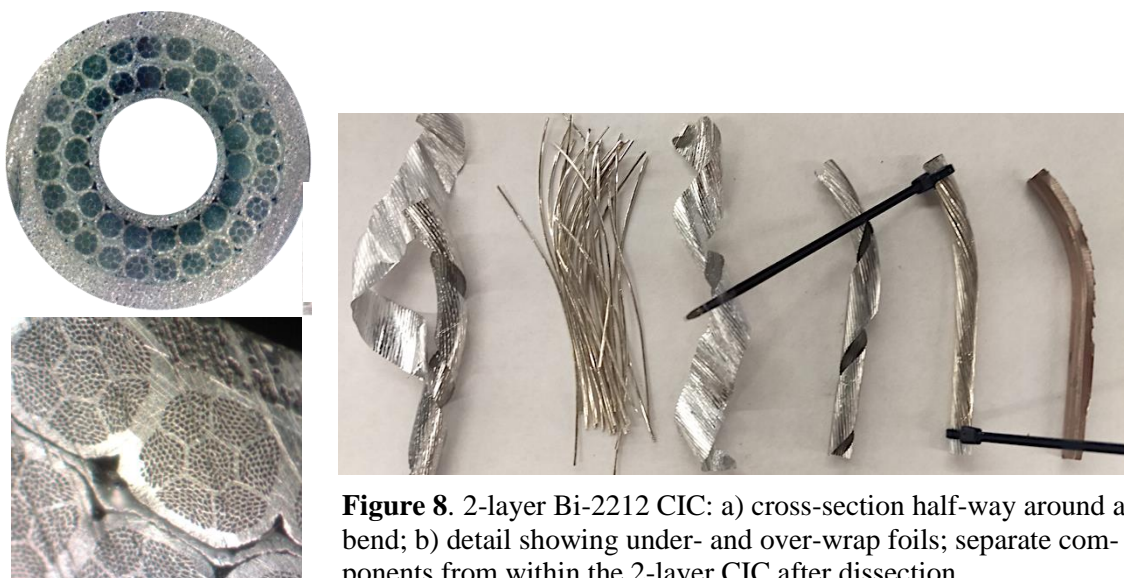 Figure 8. 2-layer Bi-2212 CIC: a) cross-section half-way around a
bend; b) detail showing under- and over-wrap foils; separate com-
ponents from within the 2-layer CIC after dissection